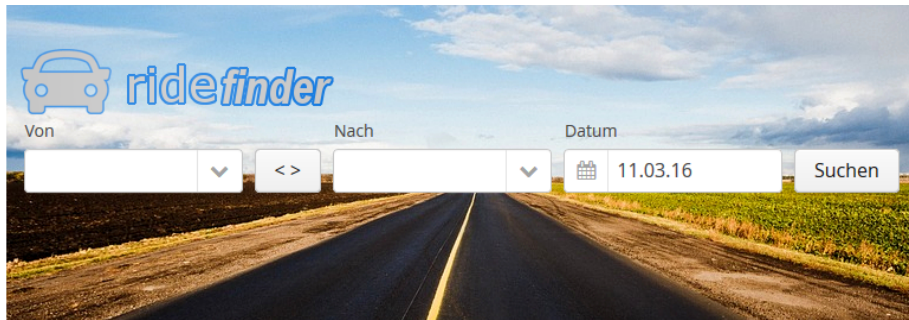 ridefinder
Von Nach Datum
< > 11.03.16 Suchen